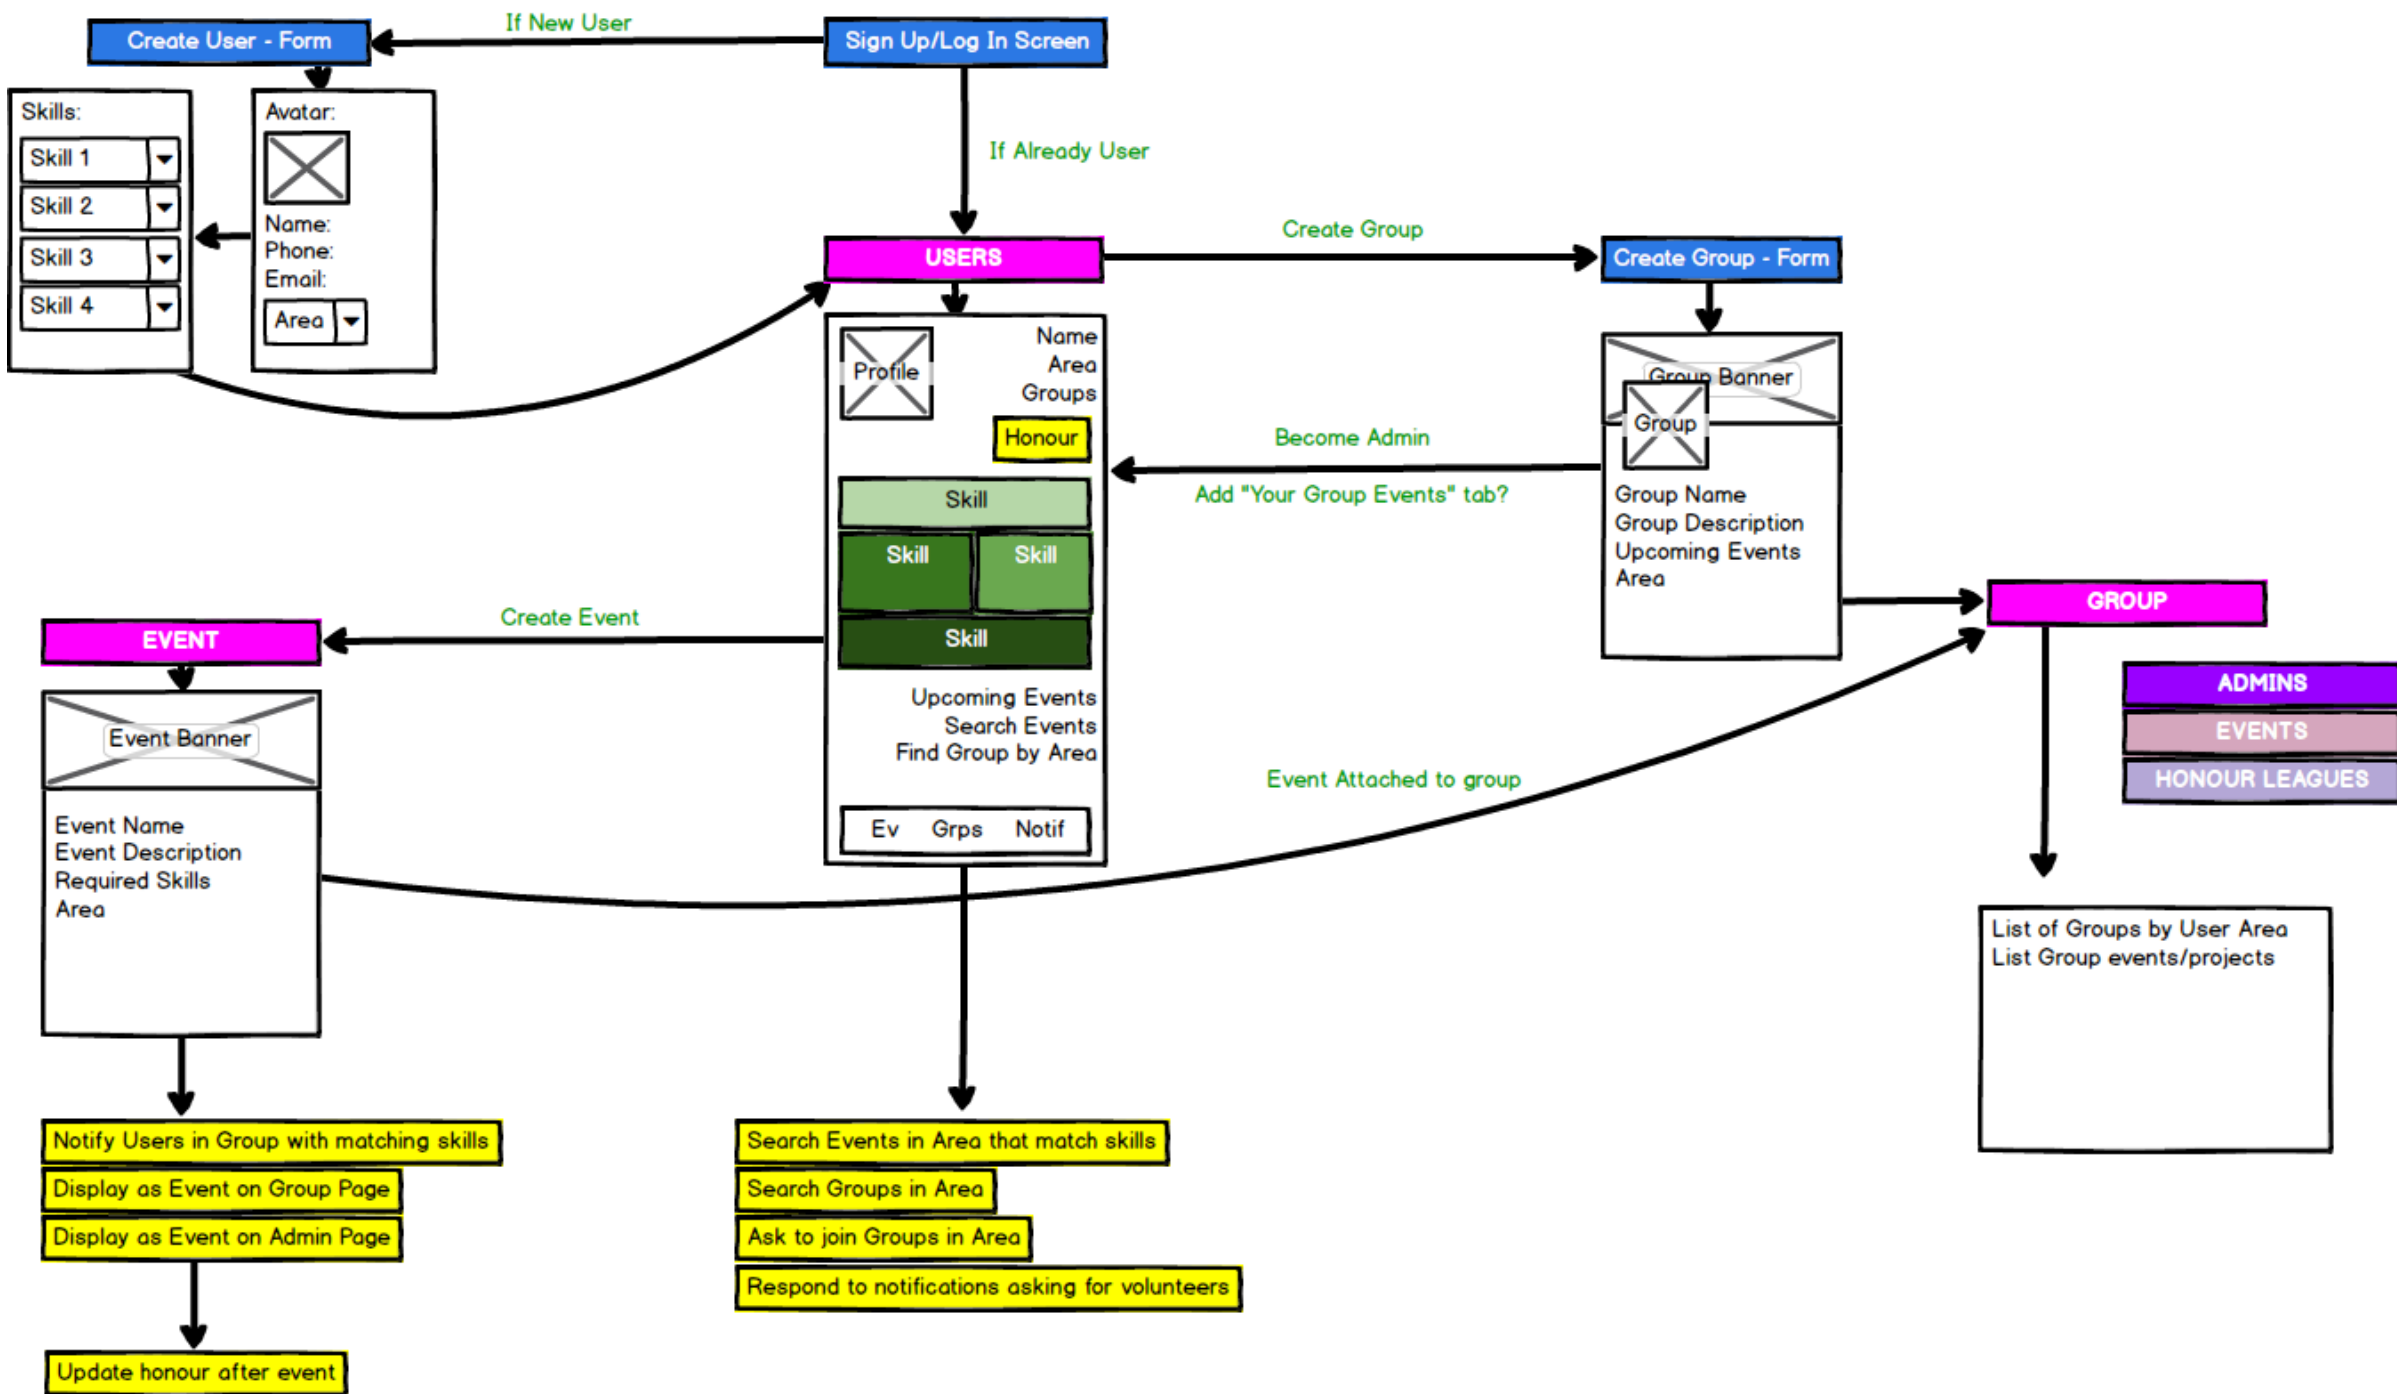 If New User
Create User - Form
Sign Up/Log In Screen
Skills:
Skill 1
Skill 2
Skill 3
Skill 4
Avatar:
Name:
Phone:
Email:
Area
If Already User
USERS
Create Group
Create Group - Form
Profile
Name
Area
Groups
Honour
Skill
Skill
Skill
Skill
Upcoming Events
Search Events
Find Group by Area
Ev Grps Notif
Become Admin
Add "Your Group Events" tab?
Group Banner
Group
Group Name
Group Description
Upcoming Events
Area
GROUP
ADMINS
EVENTS
HONOUR LEAGUES
Create Event
EVENT
Event Banner
Event Name
Event Description
Required Skills
Area
Event Attached to group
List of Groups by User Area
List Group events/projects
Notify Users in Group with matching skills
Display as Event on Group Page
Display as Event on Admin Page
Update honour after event
Search Events in Area that match skills
Search Groups in Area
Ask to join Groups in Area
Respond to notifications asking for volunteers